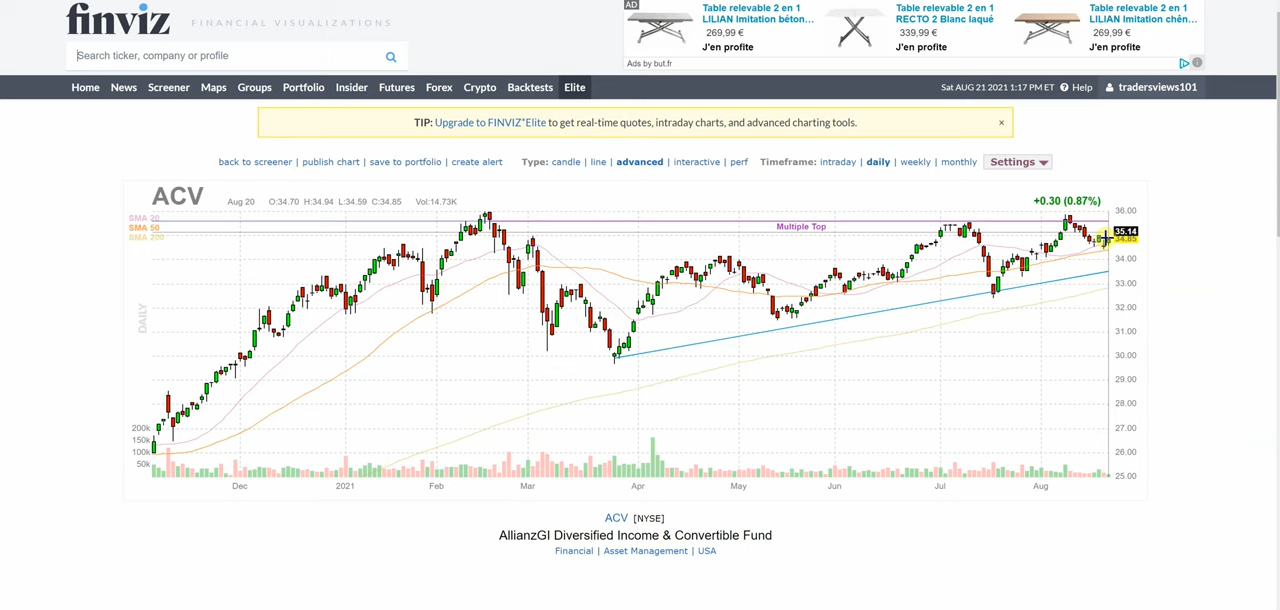 finviz FINANCIAL VISUALIZATIONS
Search ticker, company or profile
AD
Table relevable 2 en 1 LILIAN Imitation béton...
269,99 €
J'en profite
Table relevable 2 en 1 RECTO 2 Blanc laqué
339,99 €
J'en profite
Table relevable 2 en 1 LILIAN Imitation chên...
269,99 €
J'en profite
Ads by but.fr
Home News Screener Maps Groups Portfolio Insider Futures Forex Crypto Backtests Elite
Sat AUG 21 2021 1:17 PM ET Help tradersviews101
TIP: Upgrade to FINVIZ*Elite to get real-time quotes, intraday charts, and advanced charting tools. ×
back to screener | publish chart | save to portfolio | create alert Type: candle | line | advanced | interactive | perf Timeframe: intraday | daily | weekly | monthly Settings
ACV Aug 20 O:34.70 H:34.94 L:34.59 C:34.85 Vol:14.73K +0.30 (0.87%)
SMA 20
SMA 50
SMA 200
Multiple Top
DAILY
36.00
35.14
34.85
34.00
33.00
32.00
31.00
30.00
29.00
28.00
27.00
26.00
25.00
200k
150k
100k
50k
Dec 2021 Feb Mar Apr May Jun Jul Aug
ACV [NYSE]
AllianzGI Diversified Income & Convertible Fund
Financial | Asset Management | USA